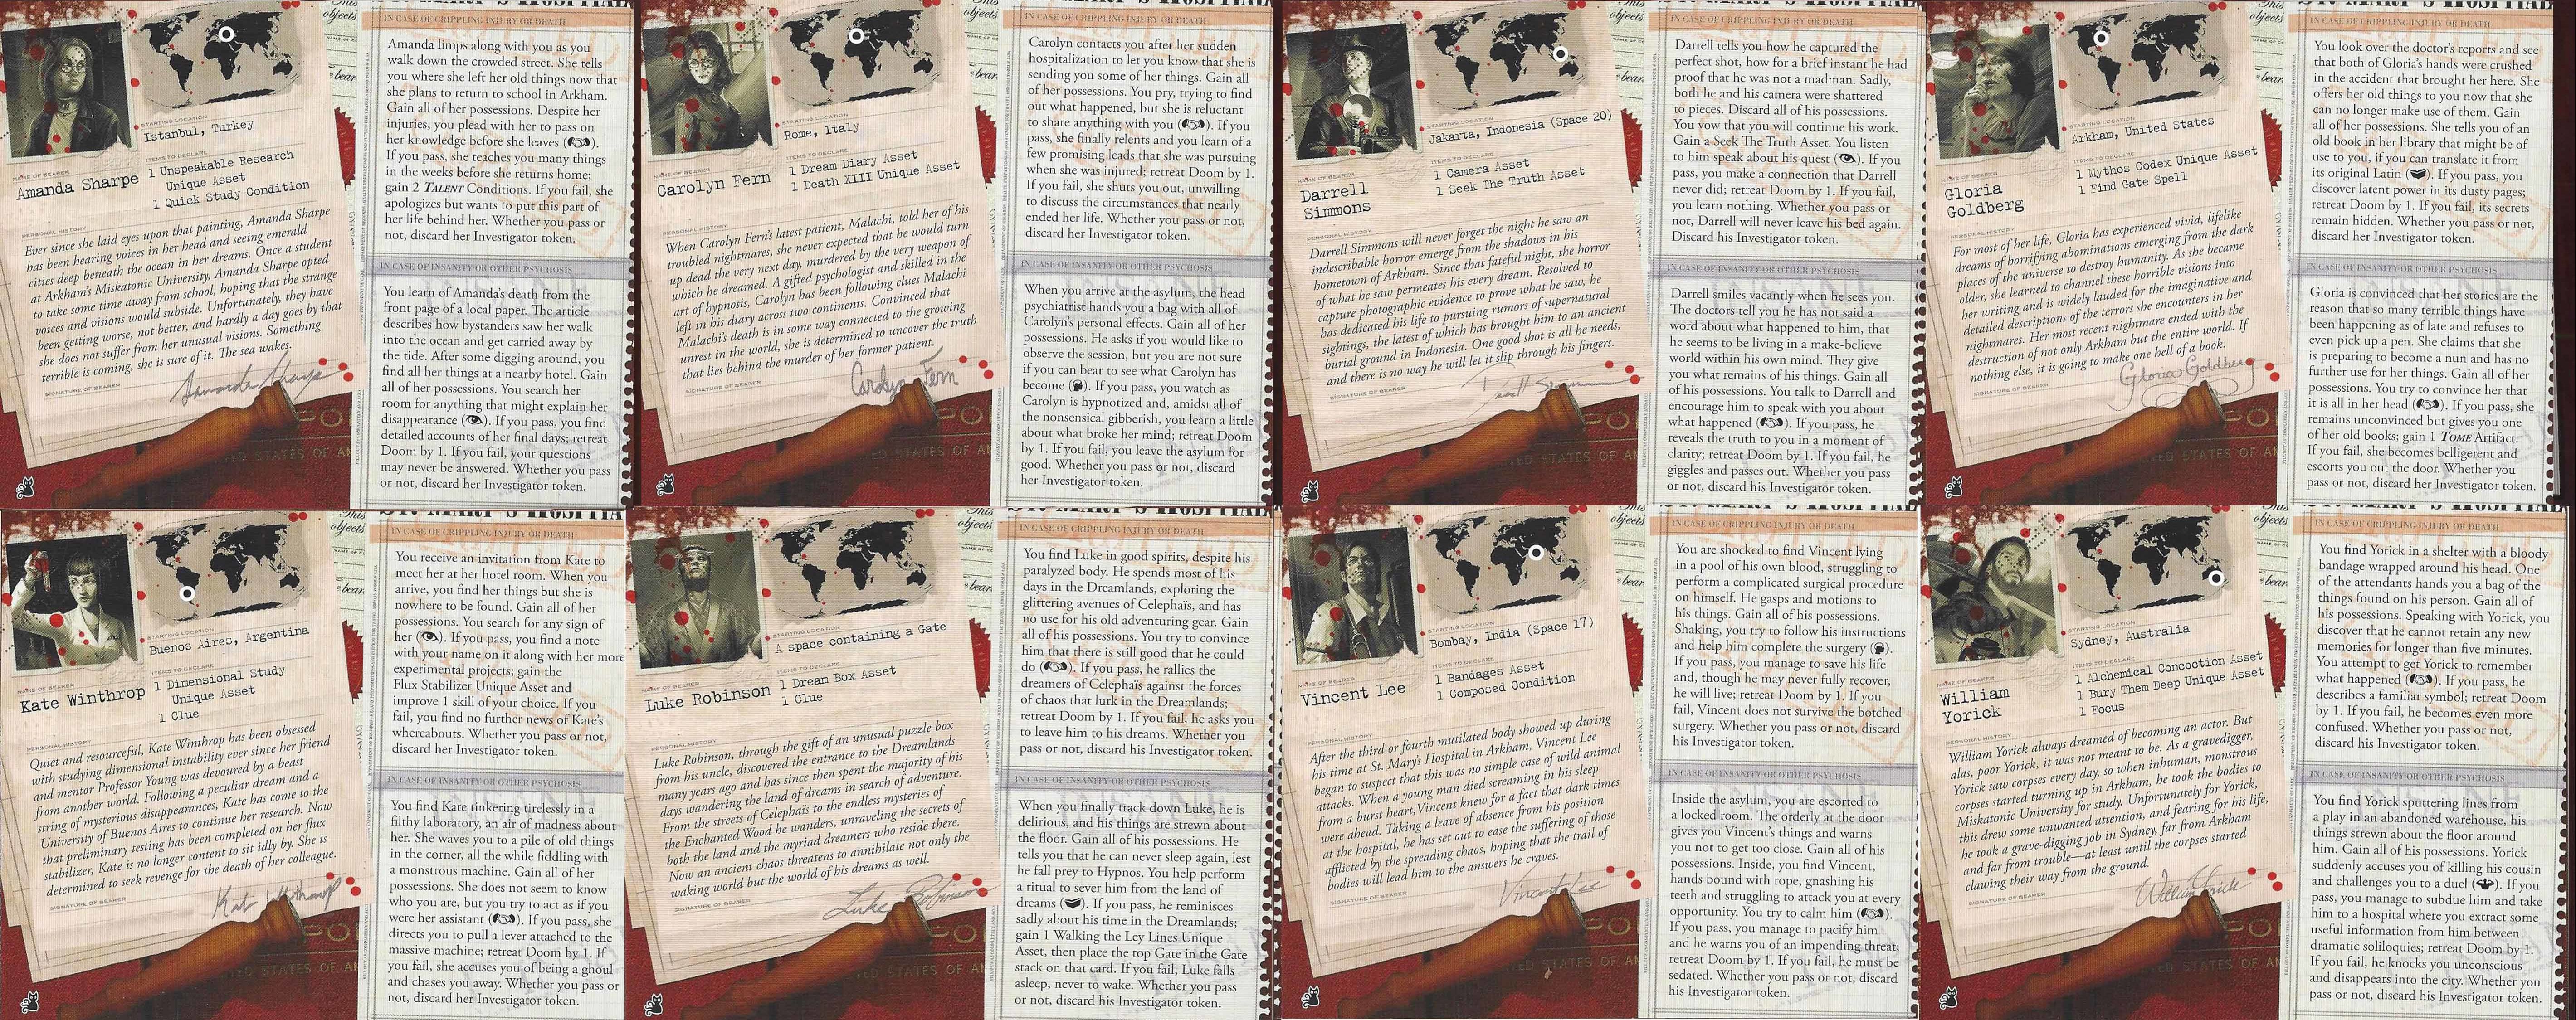 STARTING LOCATION
Istanbul, Turkey
NAME OF BEARER
Amanda Sharpe
ITEMS TO DECLARE
1 Unspeakable Research
Unique Asset
1 Quick Study Condition
PERSONAL HISTORY
Ever since she laid eyes upon that painting, Amanda Sharpe
has been hearing voices in her head and seeing emerald
cities deep beneath the ocean in her dreams. Once a student
at Arkham's Miskatonic University, Amanda Sharpe opted
to take some time away from school, hoping that the strange
voices and visions would subside. Unfortunately, they have
been getting worse, not better, and hardly a day goes by that
she does not suffer from her unusual visions. Something
terrible is coming, she is sure of it. The sea wakes.
SIGNATURE OF BEARER
Amanda Sharpe
IN CASE OF CRIPPLING INJURY OR DEATH
Amanda limps along with you as you
walk down the crowded street. She tells
you where she left her old things now that
she plans to return to school in Arkham.
Gain all of her possessions. Despite her
injuries, you plead with her to pass on
her knowledge before she leaves ( ).
If you pass, she teaches you many things
in the weeks before she returns home;
gain 2 TALENT Conditions. If you fail, she
apologizes but wants to put this part of
her life behind her. Whether you pass or
not, discard her Investigator token.
IN CASE OF INSANITY OR OTHER PSYCHOSIS
You learn of Amanda's death from the
front page of a local paper. The article
describes how bystanders saw her walk
into the ocean and get carried away by
the tide. After some digging around, you
find all her things at a nearby hotel. Gain
all of her possessions. You search her
room for anything that might explain her
disappearance ( ). If you pass, you find
detailed accounts of her final days; retreat
Doom by 1. If you fail, your questions
may never be answered. Whether you pass
or not, discard her Investigator token.
STARTING LOCATION
Rome, Italy
NAME OF BEARER
Carolyn Fern
ITEMS TO DECLARE
1 Dream Diary Asset
1 Death XIII Unique Asset
PERSONAL HISTORY
When Carolyn Fern's latest patient, Malachi, told her of his
troubled nightmares, she never expected that he would turn
up dead the very next day, murdered by the very weapon of
which he dreamed. A gifted psychologist and skilled in the
art of hypnosis, Carolyn has been following clues Malachi
left in his diary across two continents. Convinced that
Malachi's death is in some way connected to the growing
unrest in the world, she is determined to uncover the truth
that lies behind the murder of her former patient.
SIGNATURE OF BEARER
Carolyn Fern
IN CASE OF CRIPPLING INJURY OR DEATH
Carolyn contacts you after her sudden
hospitalization to let you know that she is
sending you some of her things. Gain all
of her possessions. You pry, trying to find
out what happened, but she is reluctant
to share anything with you ( ). If you
pass, she finally relents and you learn of a
few promising leads that she was pursuing
when she was injured; retreat Doom by 1.
If you fail, she shuts you out, unwilling
to discuss the circumstances that nearly
ended her life. Whether you pass or not,
discard her Investigator token.
IN CASE OF INSANITY OR OTHER PSYCHOSIS
When you arrive at the asylum, the head
psychiatrist hands you a bag with all of
Carolyn's personal effects. Gain all of her
possessions. He asks if you would like to
observe the session, but you are not sure
if you can bear to see what Carolyn has
become ( ). If you pass, you watch as
Carolyn is hypnotized and, amidst all of
the nonsensical gibberish, you learn a little
about what broke her mind; retreat Doom
by 1. If you fail, you leave the asylum for
good. Whether you pass or not, discard
her Investigator token.
STARTING LOCATION
Jakarta, Indonesia (Space 20)
NAME OF BEARER
Darrell
Simmons
ITEMS TO DECLARE
1 Camera Asset
1 Seek The Truth Asset
PERSONAL HISTORY
Darrell Simmons will never forget the night he saw an
indescribable horror emerge from the shadows in his
hometown of Arkham. Since that fateful night, the horror
of what he saw permeates his every dream. Resolved to
capture photographic evidence to prove what he saw, he
has dedicated his life to pursuing rumors of supernatural
sightings, the latest of which has brought him to an ancient
burial ground in Indonesia. One good shot is all he needs,
and there is no way he will let it slip through his fingers.
SIGNATURE OF BEARER
IN CASE OF CRIPPLING INJURY OR DEATH
Darrell tells you how he captured the
perfect shot, how for a brief instant he had
proof that he was not a madman. Sadly,
both he and his camera were shattered
to pieces. Discard all of his possessions.
You vow that you will continue his work.
Gain a Seek The Truth Asset. You listen
to him speak about his quest ( ). If you
pass, you make a connection that Darrell
never did; retreat Doom by 1. If you fail,
you learn nothing. Whether you pass or
not, Darrell will never leave his bed again.
Discard his Investigator token.
IN CASE OF INSANITY OR OTHER PSYCHOSIS
Darrell smiles vacantly when he sees you.
The doctors tell you he has not said a
word about what happened to him, that
he seems to be living in a make-believe
world within his own mind. They give
you what remains of his things. Gain all
of his possessions. You talk to Darrell and
encourage him to speak with you about
what happened ( ). If you pass, he
reveals the truth to you in a moment of
clarity; retreat Doom by 1. If you fail, he
giggles and passes out. Whether you pass
or not, discard his Investigator token.
STARTING LOCATION
Arkham, United States
NAME OF BEARER
Gloria
Goldberg
ITEMS TO DECLARE
1 Mythos Codex Unique Asset
1 Find Gate Spell
PERSONAL HISTORY
For most of her life, Gloria has experienced vivid, lifelike
dreams of horrifying abominations emerging from the dark
places of the universe to destroy humanity. As she became
older, she learned to channel these horrible visions into
her writing and is widely lauded for the imaginative and
detailed descriptions of the terrors she encounters in her
nightmares. Her most recent nightmare ended with the
destruction of not only Arkham but the entire world. If
nothing else, it is going to make one hell of a book.
SIGNATURE OF BEARER
Gloria Goldberg
IN CASE OF CRIPPLING INJURY OR DEATH
You look over the doctor's reports and see
that both of Gloria's hands were crushed
in the accident that brought her here. She
offers her old things to you now that she
can no longer make use of them. Gain
all of her possessions. She tells you of an
old book in her library that might be of
use to you, if you can translate it from
its original Latin ( ). If you pass, you
discover latent power in its dusty pages;
retreat Doom by 1. If you fail, its secrets
remain hidden. Whether you pass or not,
discard her Investigator token.
IN CASE OF INSANITY OR OTHER PSYCHOSIS
Gloria is convinced that her stories are the
reason that so many terrible things have
been happening as of late and refuses to
even pick up a pen. She claims that she
is preparing to become a nun and has no
further use for her things. Gain all of her
possessions. You try to convince her that
it is all in her head ( ). If you pass, she
remains unconvinced but gives you one
of her old books; gain 1 TOME Artifact.
If you fail, she becomes belligerent and
escorts you out the door. Whether you
pass or not, discard her Investigator token.
STARTING LOCATION
Buenos Aires, Argentina
NAME OF BEARER
Kate Winthrop
ITEMS TO DECLARE
1 Dimensional Study
Unique Asset
1 Clue
PERSONAL HISTORY
Quiet and resourceful, Kate Winthrop has been obsessed
with studying dimensional instability ever since her friend
and mentor Professor Young was devoured by a beast
from another world. Following a peculiar dream and a
string of mysterious disappearances, Kate has come to the
University of Buenos Aires to continue her research. Now
that preliminary testing has been completed on her flux
stabilizer, Kate is no longer content to sit idly by. She is
determined to seek revenge for the death of her colleague.
SIGNATURE OF BEARER
Kate Winthrop
IN CASE OF CRIPPLING INJURY OR DEATH
You receive an invitation from Kate to
meet her at her hotel room. When you
arrive, you find her things but she is
nowhere to be found. Gain all of her
possessions. You search for any sign of
her ( ). If you pass, you find a note
with your name on it along with her more
experimental projects; gain the
Flux Stabilizer Unique Asset and
improve 1 skill of your choice. If you
fail, you find no further news of Kate's
whereabouts. Whether you pass or not,
discard her Investigator token.
IN CASE OF INSANITY OR OTHER PSYCHOSIS
You find Kate tinkering tirelessly in a
filthy laboratory, an air of madness about
her. She waves you to a pile of old things
in the corner, all the while fiddling with
a monstrous machine. Gain all of her
possessions. She does not seem to know
who you are, but you try to act as if you
were her assistant ( ). If you pass, she
directs you to pull a lever attached to the
massive machine; retreat Doom by 1. If
you fail, she accuses you of being a ghoul
and chases you away. Whether you pass or
not, discard her Investigator token.
STARTING LOCATION
A space containing a Gate
NAME OF BEARER
Luke Robinson
ITEMS TO DECLARE
1 Dream Box Asset
1 Clue
PERSONAL HISTORY
Luke Robinson, through the gift of an unusual puzzle box
from his uncle, discovered the entrance to the Dreamlands
many years ago and has since then spent the majority of his
days wandering the land of dreams in search of adventure.
From the streets of Celephaïs to the endless mysteries of
the Enchanted Wood he wanders, unraveling the secrets of
both the land and the myriad dreamers who reside there.
Now an ancient chaos threatens to annihilate not only the
waking world but the world of his dreams as well.
SIGNATURE OF BEARER
Luke Robinson
IN CASE OF CRIPPLING INJURY OR DEATH
You find Luke in good spirits, despite his
paralyzed body. He spends most of his
days in the Dreamlands, exploring the
glittering avenues of Celephaïs, and has
no use for his old adventuring gear. Gain
all of his possessions. You try to convince
him that there is still good that he could
do ( ). If you pass, he rallies the
dreamers of Celephaïs against the forces
of chaos that lurk in the Dreamlands;
retreat Doom by 1. If you fail, he asks you
to leave him to his dreams. Whether you
pass or not, discard his Investigator token.
IN CASE OF INSANITY OR OTHER PSYCHOSIS
When you finally track down Luke, he is
delirious, and his things are strewn about
the floor. Gain all of his possessions. He
tells you that he can never sleep again, lest
he fall prey to Hypnos. You help perform
a ritual to sever him from the land of
dreams ( ). If you pass, he reminisces
sadly about his time in the Dreamlands;
gain 1 Walking the Ley Lines Unique
Asset, then place the top Gate in the Gate
stack on that card. If you fail, Luke falls
asleep, never to wake. Whether you pass
or not, discard his Investigator token.
STARTING LOCATION
Bombay, India (Space 17)
NAME OF BEARER
Vincent Lee
ITEMS TO DECLARE
1 Bandages Asset
1 Composed Condition
PERSONAL HISTORY
After the third or fourth mutilated body showed up during
his time at St. Mary's Hospital in Arkham, Vincent Lee
began to suspect that this was no simple case of wild animal
attacks. When a young man died screaming in his sleep
from a burst heart, Vincent knew for a fact that dark times
were ahead. Taking a leave of absence from his position
at the hospital, he has set out to ease the suffering of those
afflicted by the spreading chaos, hoping that the trail of
bodies will lead him to the answers he craves.
SIGNATURE OF BEARER
Vincent Lee
IN CASE OF CRIPPLING INJURY OR DEATH
You are shocked to find Vincent lying
in a pool of his own blood, struggling to
perform a complicated surgical procedure
on himself. He gasps and motions to
his things. Gain all of his possessions.
Shaking, you try to follow his instructions
and help him complete the surgery ( ).
If you pass, you manage to save his life
and, though he may never fully recover,
he will live; retreat Doom by 1. If you
fail, Vincent does not survive the botched
surgery. Whether you pass or not, discard
his Investigator token.
IN CASE OF INSANITY OR OTHER PSYCHOSIS
Inside the asylum, you are escorted to
a locked room. The orderly at the door
gives you Vincent's things and warns
you not to get too close. Gain all of his
possessions. Inside, you find Vincent,
hands bound with rope, gnashing his
teeth and struggling to attack you at every
opportunity. You try to calm him ( ).
If you pass, you manage to pacify him
and he warns you of an impending threat;
retreat Doom by 1. If you fail, he must be
sedated. Whether you pass or not, discard
his Investigator token.
STARTING LOCATION
Sydney, Australia
NAME OF BEARER
William
Yorick
ITEMS TO DECLARE
1 Alchemical Concoction Asset
1 Bury Them Deep Unique Asset
1 Focus
PERSONAL HISTORY
William Yorick always dreamed of becoming an actor. But
alas, poor Yorick, it was not meant to be. As a gravedigger,
Yorick saw corpses every day, so when inhuman, monstrous
corpses started turning up in Arkham, he took the bodies to
Miskatonic University for study. Unfortunately for Yorick,
this drew some unwanted attention, and fearing for his life,
he took a grave-digging job in Sydney, far from Arkham
and far from trouble—at least until the corpses started
clawing their way from the ground.
SIGNATURE OF BEARER
William Yorick
IN CASE OF CRIPPLING INJURY OR DEATH
You find Yorick in a shelter with a bloody
bandage wrapped around his head. One
of the attendants hands you a bag of the
things found on his person. Gain all of
his possessions. Speaking with Yorick, you
discover that he cannot retain any new
memories for longer than five minutes.
You attempt to get Yorick to remember
what happened ( ). If you pass, he
describes a familiar symbol; retreat Doom
by 1. If you fail, he becomes even more
confused. Whether you pass or not,
discard his Investigator token.
IN CASE OF INSANITY OR OTHER PSYCHOSIS
You find Yorick sputtering lines from
a play in an abandoned warehouse, his
things strewn about the floor around
him. Gain all of his possessions. Yorick
suddenly accuses you of killing his cousin
and challenges you to a duel ( ). If you
pass, you manage to subdue him and take
him to a hospital where you extract some
useful information from him between
dramatic soliloquies; retreat Doom by 1.
If you fail, he knocks you unconscious
and disappears into the city. Whether you
pass or not, discard his Investigator token.